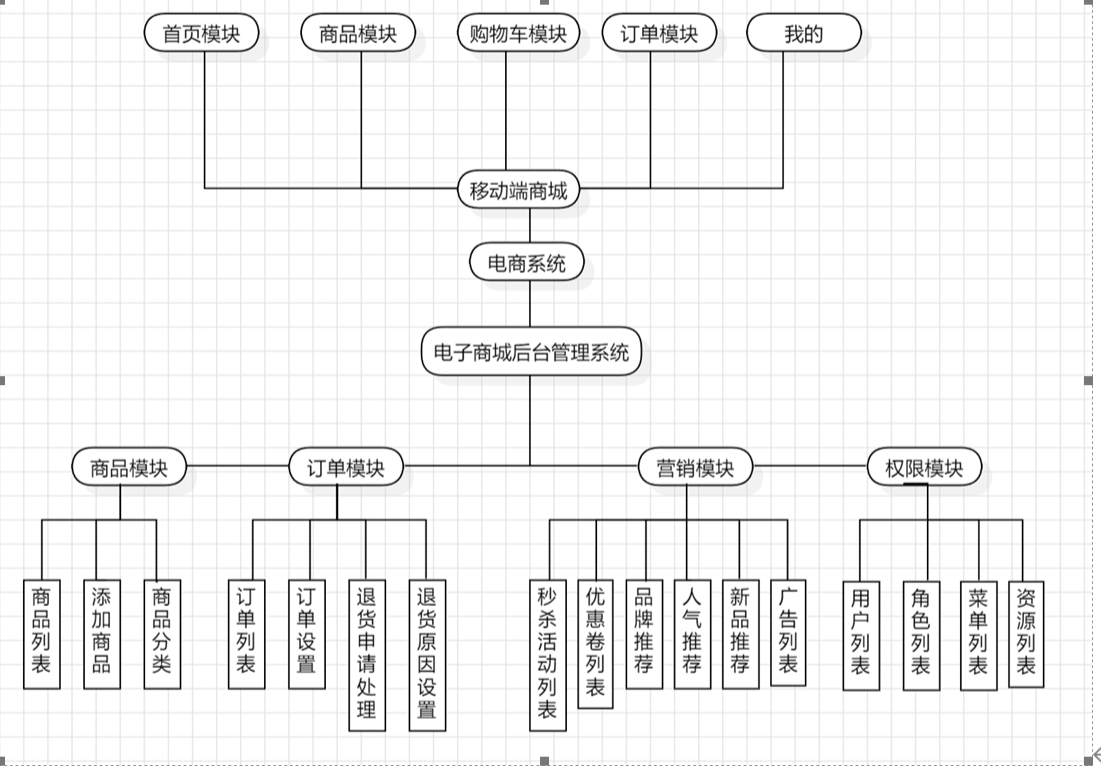 首页模块
商品模块
购物车模块
订单模块
我的
移动端商城
电商系统
电子商城后台管理系统
商品模块
订单模块
营销模块
权限模块
商品列表
添加商品
商品分类
订单列表
订单设置
退货申请处理
退货原因设置
秒杀活动列表
优惠卷列表
品牌推荐
人气推荐
新品推荐
广告列表
用户列表
角色列表
菜单列表
资源列表